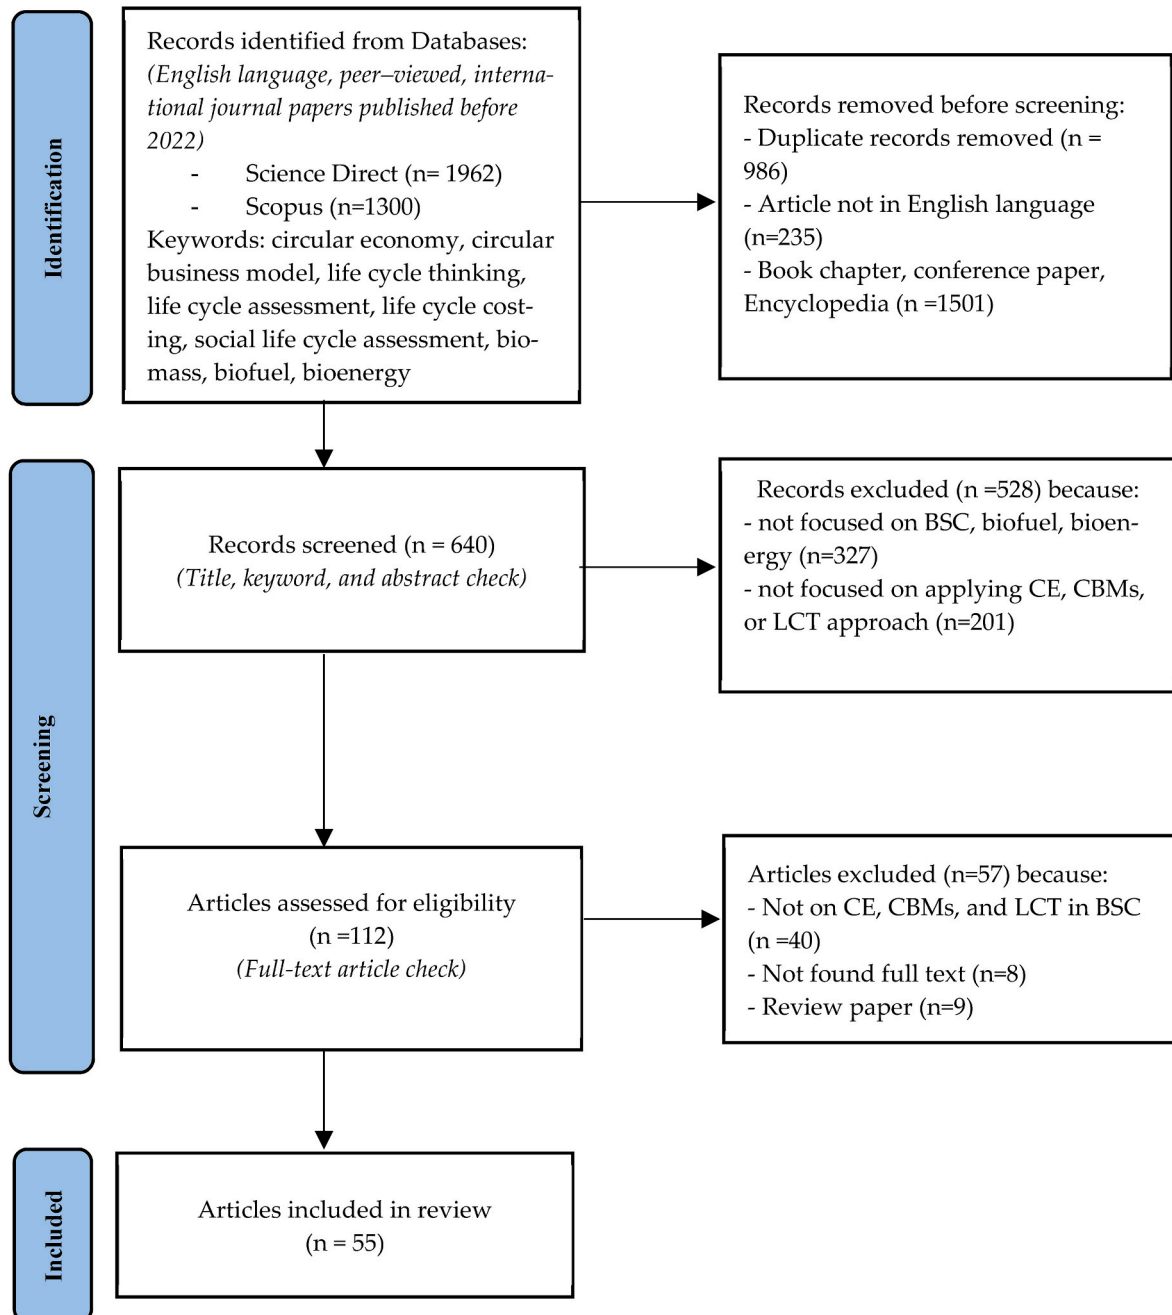 Identification
Records identified from Databases:
(English language, peer–viewed, interna-
tional journal papers published before
2022)
- Science Direct (n= 1962)
- Scopus (n=1300)
Keywords: circular economy, circular
business model, life cycle thinking,
life cycle assessment, life cycle cost-
ing, social life cycle assessment, bio-
mass, biofuel, bioenergy
Records removed before screening:
- Duplicate records removed (n =
986)
- Article not in English language
(n=235)
- Book chapter, conference paper,
Encyclopedia (n =1501)
Screening
Records screened (n = 640)
(Title, keyword, and abstract check)
Records excluded (n =528) because:
- not focused on BSC, biofuel, bioen-
ergy (n=327)
- not focused on applying CE, CBMs,
or LCT approach (n=201)
Articles assessed for eligibility
(n =112)
(Full-text article check)
Articles excluded (n=57) because:
- Not on CE, CBMs, and LCT in BSC
(n =40)
- Not found full text (n=8)
- Review paper (n=9)
Included
Articles included in review
(n = 55)